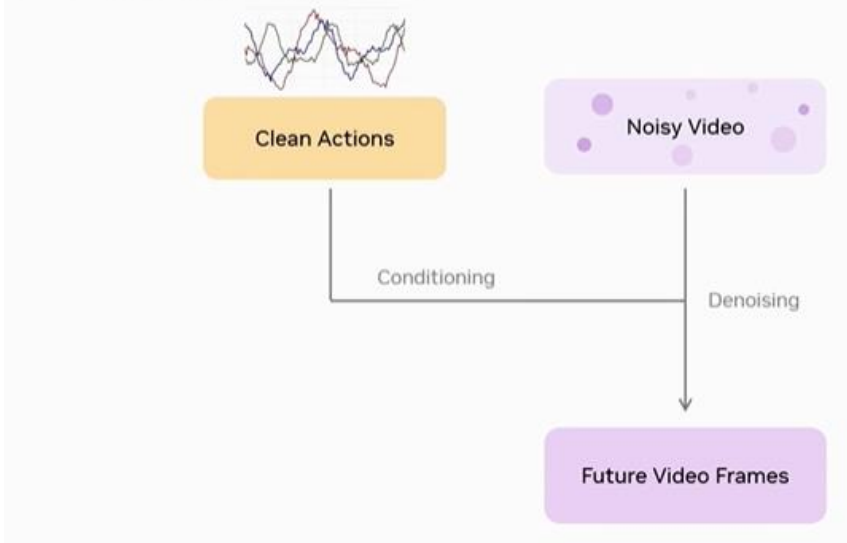 Clean Actions
Noisy Video
Conditioning
Denoising
Future Video Frames